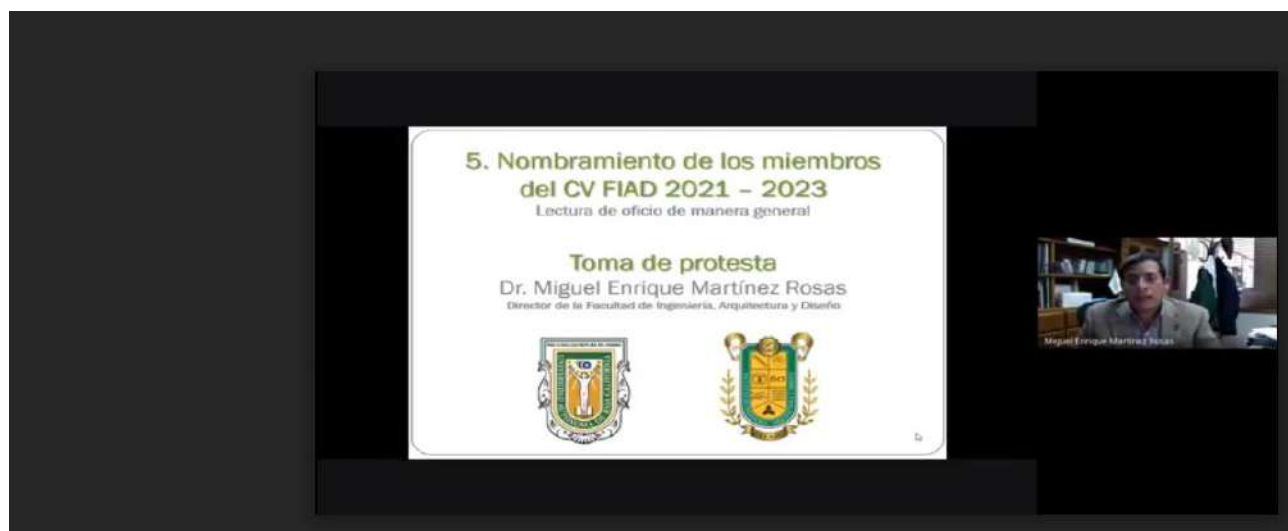 5. Nombramiento de los miembros
del CV FIAD 2021 – 2023
Lectura de oficio de manera general
Toma de protesta
Dr. Miguel Enrique Martínez Rosas
Director de la Facultad de Ingeniería, Arquitectura y Diseño
Miguel Enrique Martínez Rosas